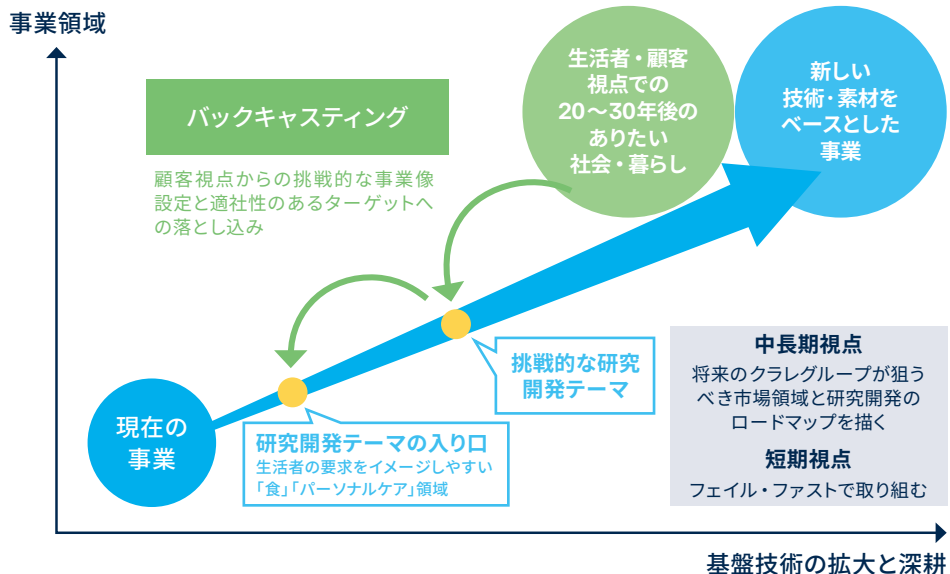 事業領域
バックキャスティング
顧客視点からの挑戦的な事業像
設定と適社性のあるターゲットへ
の落とし込み
生活者・顧客
視点での
20〜30年後の
ありたい
社会・暮らし
新しい
技術・素材を
ベースとした
事業
現在の
事業
研究開発テーマの入り口
生活者の要求をイメージしやすい
「食」「パーソナルケア」領域
挑戦的な研究
開発テーマ
中長期視点
将来のクラレグループが狙う
べき市場領域と研究開発の
ロードマップを描く
短期視点
フェイル・ファストで取り組む
基盤技術の拡大と深耕